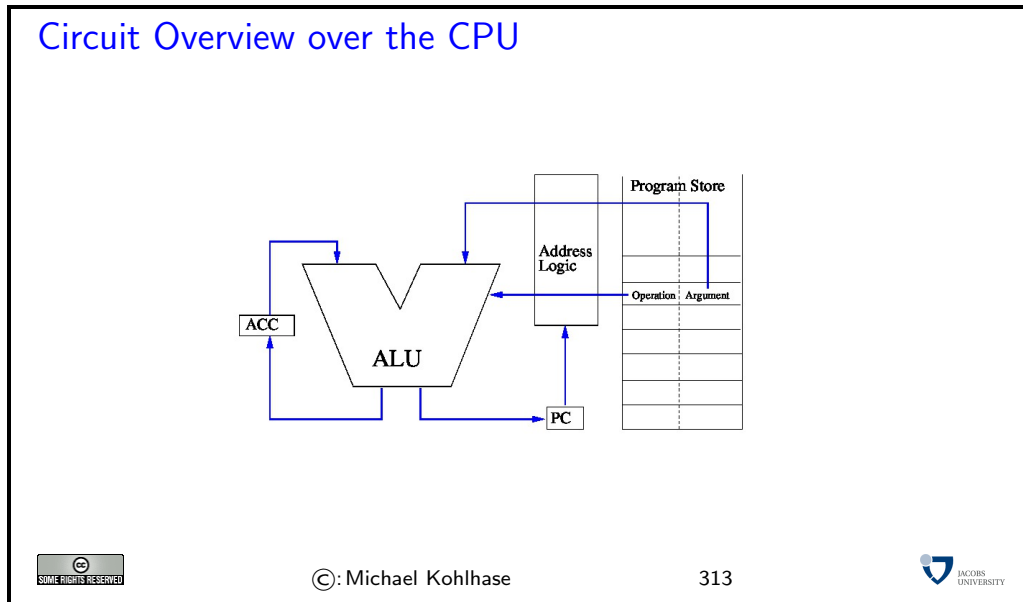 Circuit Overview over the CPU
Program Store
Address
Logic
Operation Argument
ACC
ALU
PC
cc
SOME RIGHTS RESERVED
©: Michael Kohlhase
313
JACOBS
UNIVERSITY